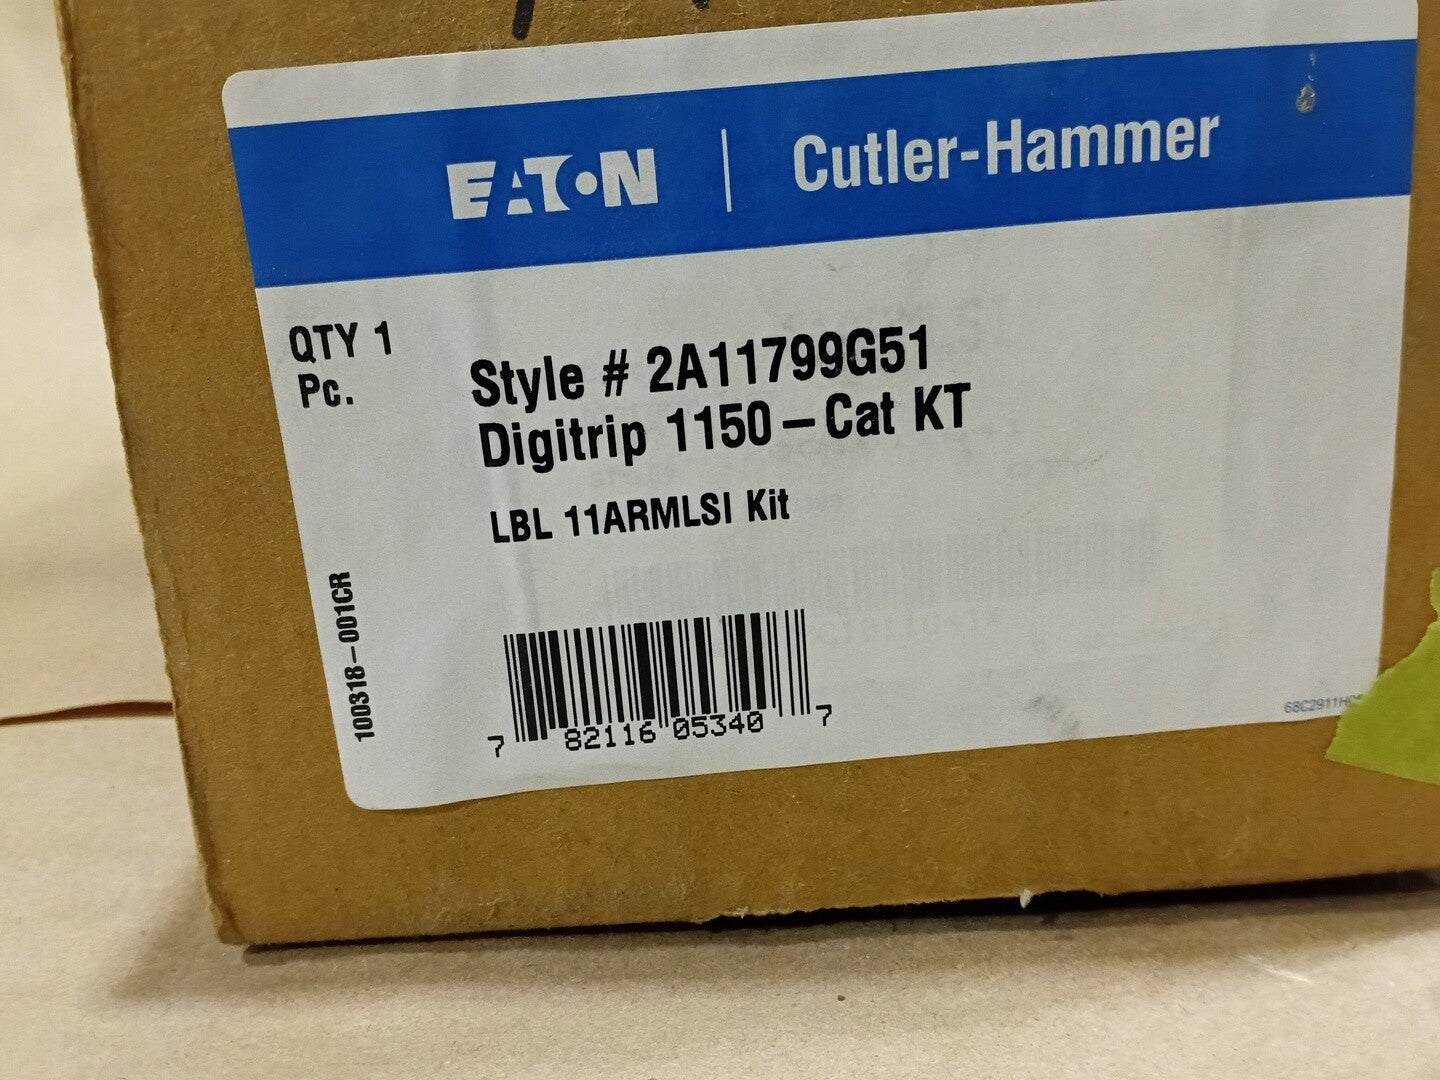 EATON | Cutler-Hammer
QTY 1
Pc.
Style # 2A11799G51
Digitrip 1150 – Cat KT
LBL 11ARMLSI Kit
100318-001CR
7 82116 05340 7